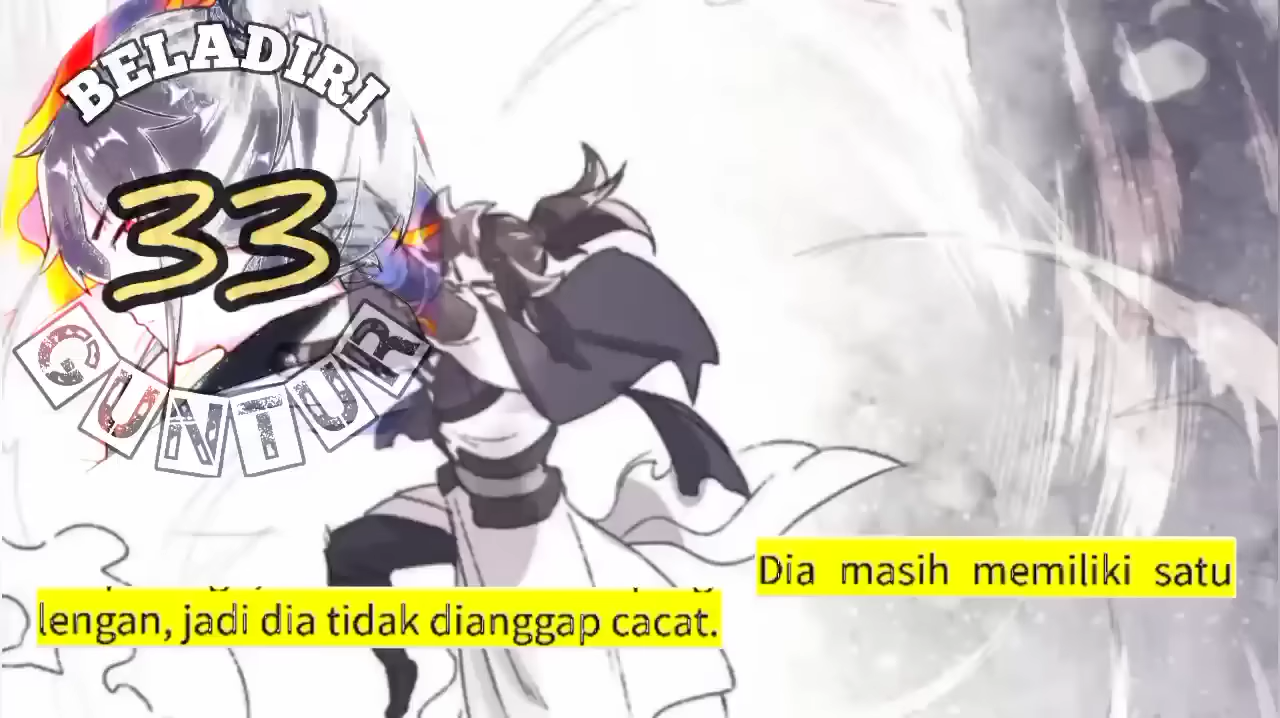 BELADIRI
33
GUNTUR
Dia masih memiliki satu
lengan, jadi dia tidak dianggap cacat.